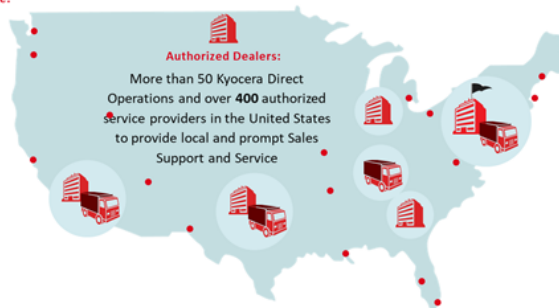 Authorized Dealers:
More than 50 Kyocera Direct
Operations and over 400 authorized
service providers in the United States
to provide local and prompt Sales
Support and Service